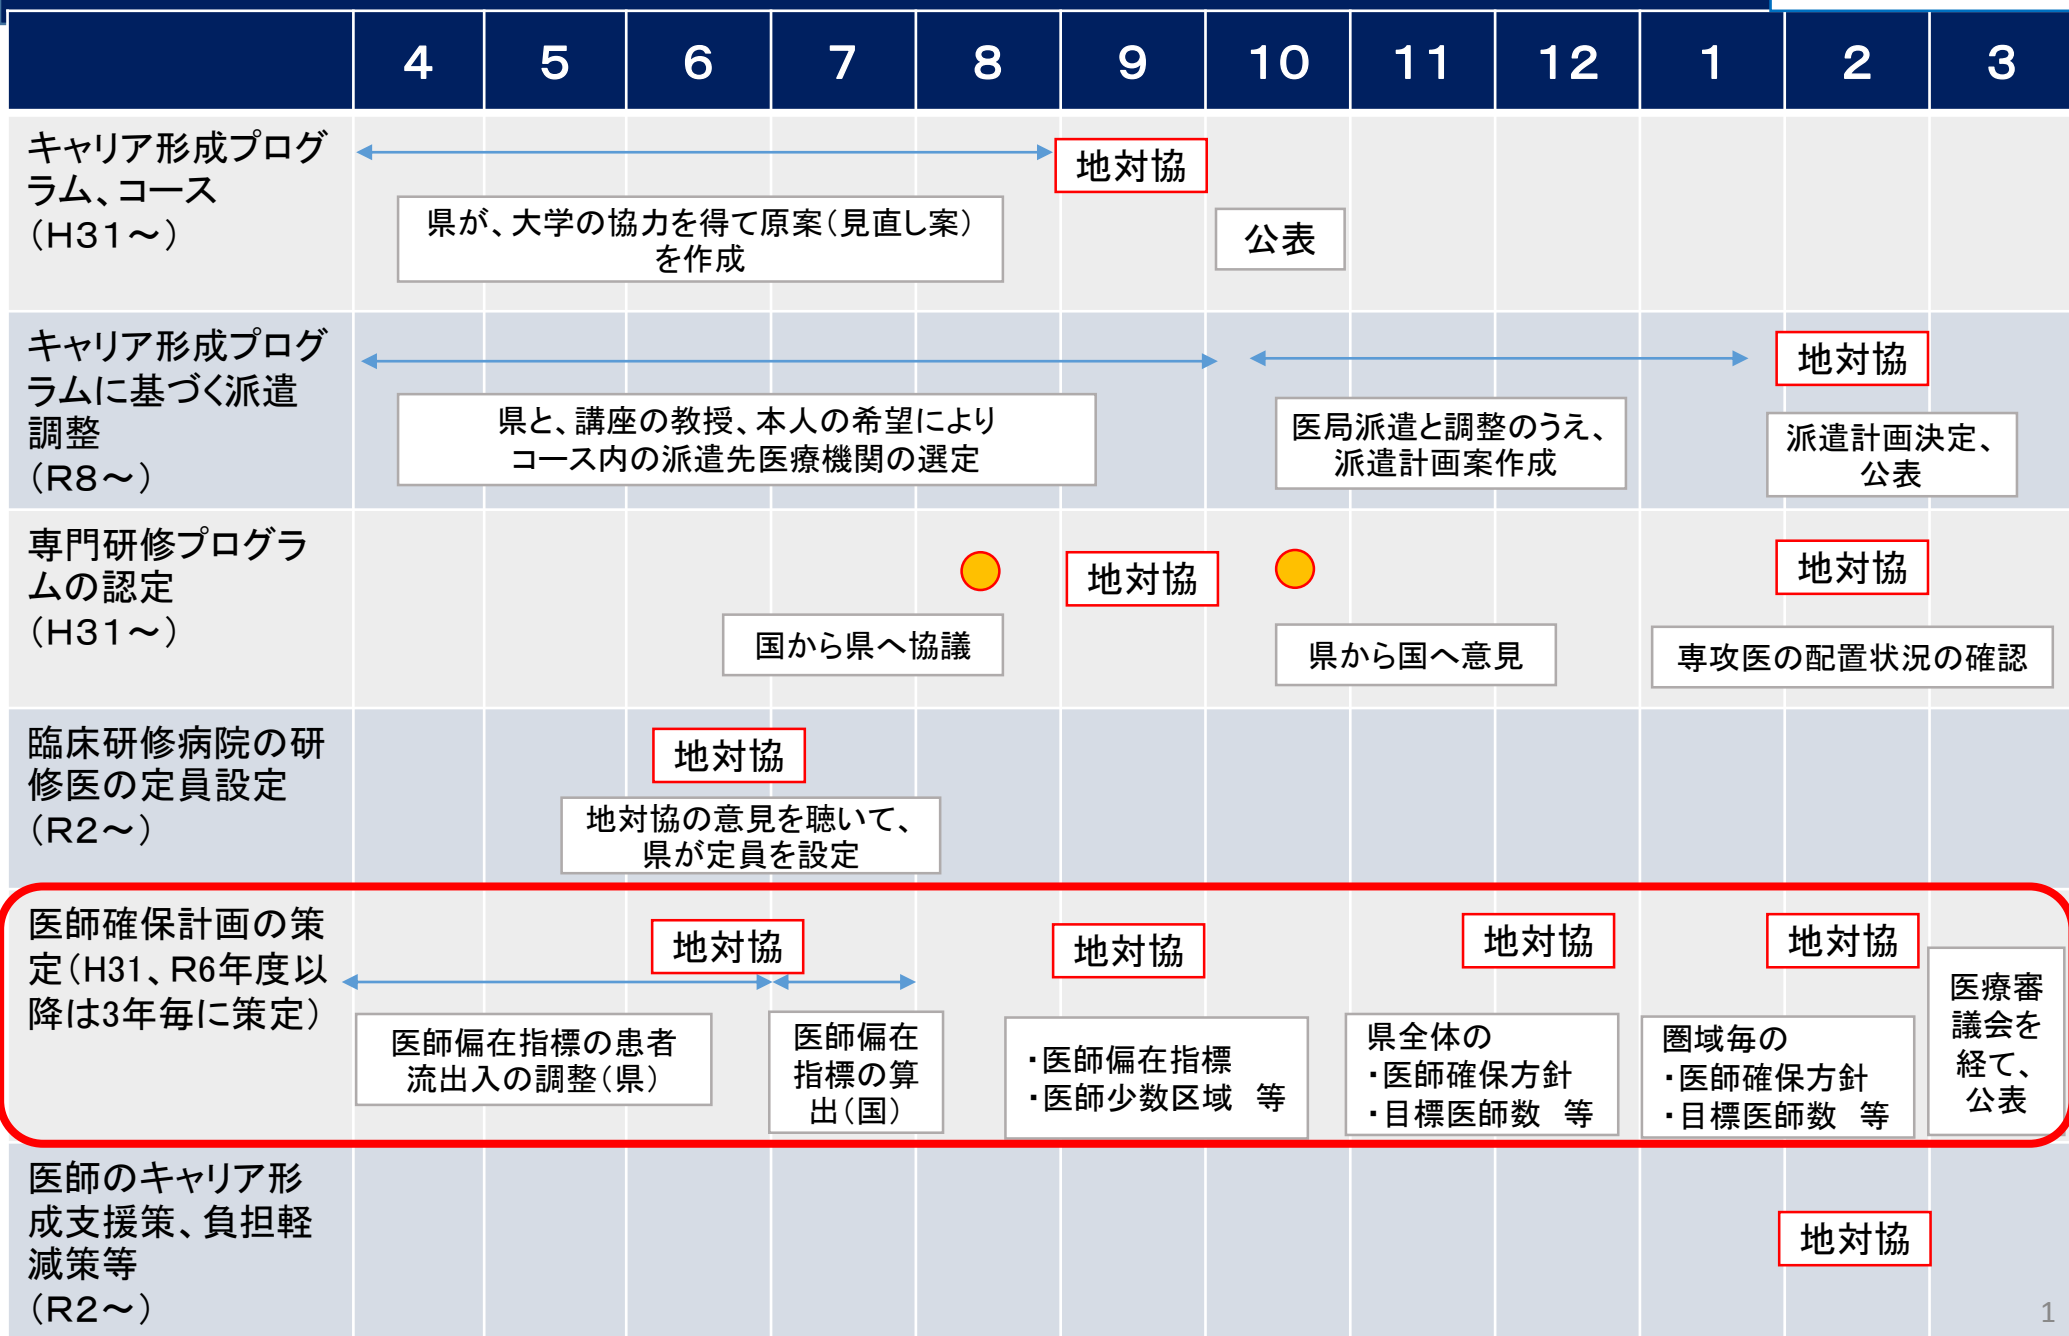 4 5 6 7 8 9 10 11 12 1 2 3
キャリア形成プログ
ラム、コース
（H31～）
地対協
県が、大学の協力を得て原案（見直し案）
を作成
公表
キャリア形成プログ
ラムに基づく派遣
調整
（R8～）
県と、講座の教授、本人の希望により
コース内の派遣先医療機関の選定
医局派遣と調整のうえ、
派遣計画案作成
地対協
派遣計画決定、
公表
専門研修プログラ
ムの認定
（H31～）
国から県へ協議
地対協
県から国へ意見
地対協
専攻医の配置状況の確認
臨床研修病院の研
修医の定員設定
（R2～）
地対協
地対協の意見を聴いて、
県が定員を設定
医師確保計画の策
定（H31、R6年度以
降は3年毎に策定）
地対協
医師偏在指標の患者
流出入の調整（県）
医師偏在
指標の算
出（国）
地対協
・医師偏在指標
・医師少数区域　等
地対協
県全体の
・医師確保方針
・目標医師数　等
地対協
圏域毎の
・医師確保方針
・目標医師数　等
医療審
議会を
経て、
公表
医師のキャリア形
成支援策、負担軽
減策等
（R2～）
地対協
1